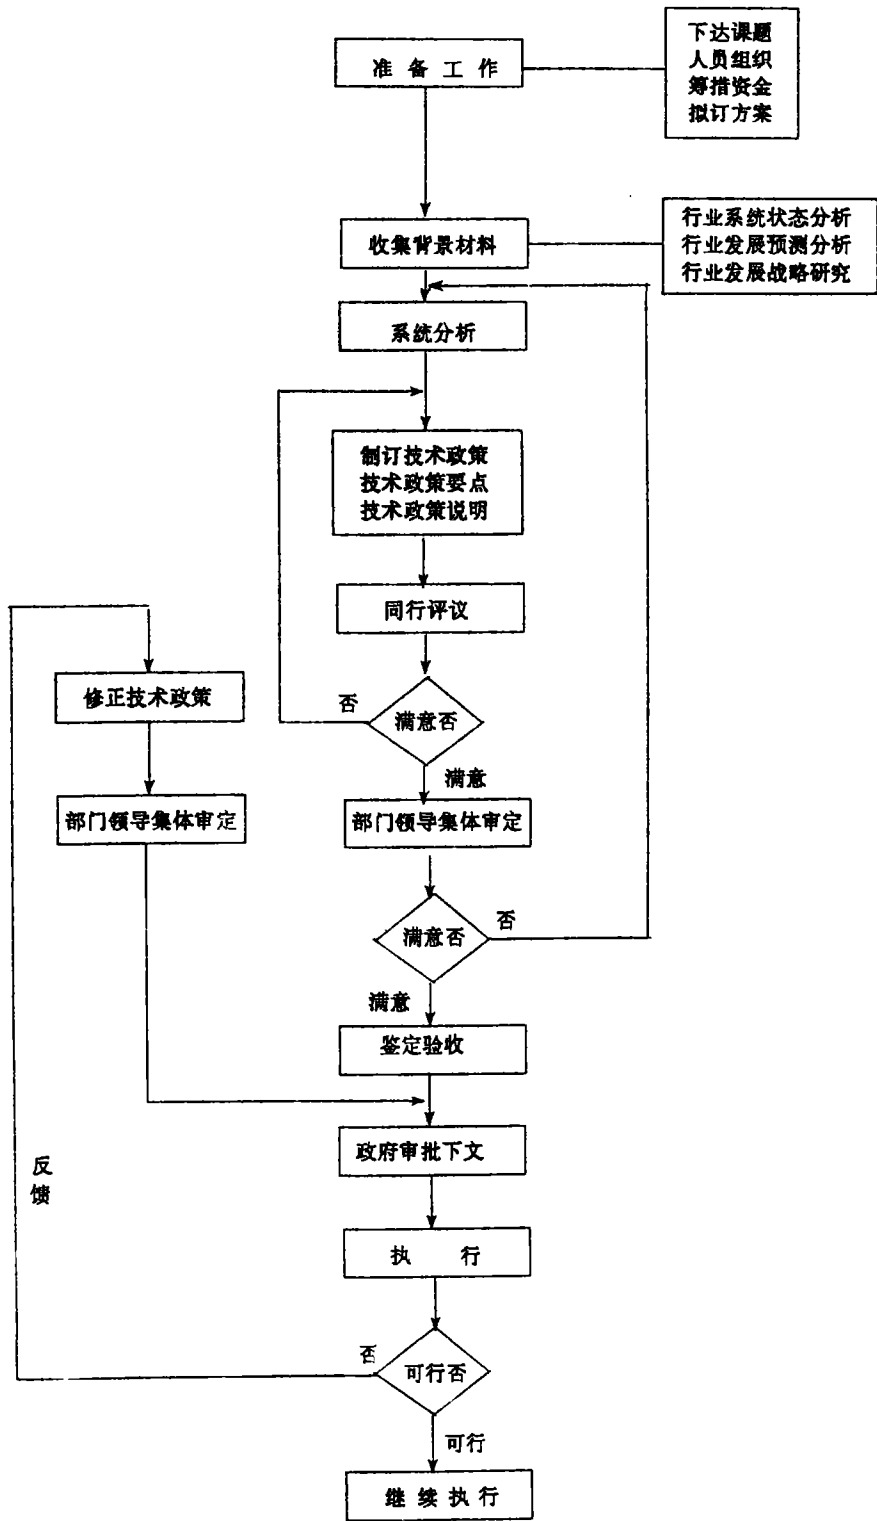 下达课题
人员组织
筹措资金
拟订方案
准备工作
收集背景材料
行业系统状态分析
行业发展预测分析
行业发展战略研究
系统分析
制订技术政策
技术政策要点
技术政策说明
同行评议
修正技术政策
否
满意否
满意
部门领导集体审定
部门领导集体审定
满意否
否
满意
鉴定验收
政府审批下文
反
馈
执行
否
可行否
可行
继续执行